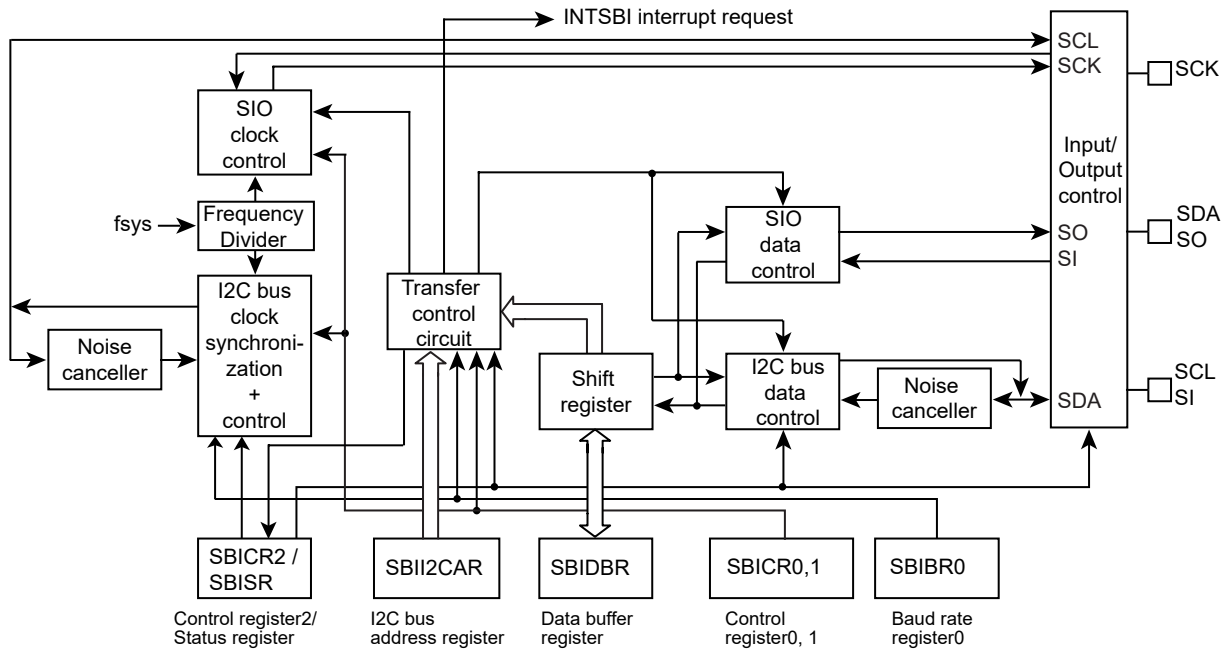 INTSBI interrupt request
SCL
SCK
SCK
SIO
clock
control
Input/
Output
control
fsys
Frequency
Divider
SIO
data
control
SO
SI
SDA
SO
I2C bus
clock
synchroni-
zation
+
control
Transfer
control
circuit
Noise
canceller
Shift
register
I2C bus
data
control
Noise
canceller
SDA
SCL
SI
SBICR2 /
SBISR
SBII2CAR
SBIDBR
SBICR0,1
SBIBR0
Control register2/
Status register
I2C bus
address register
Data buffer
register
Control
register0, 1
Baud rate
register0